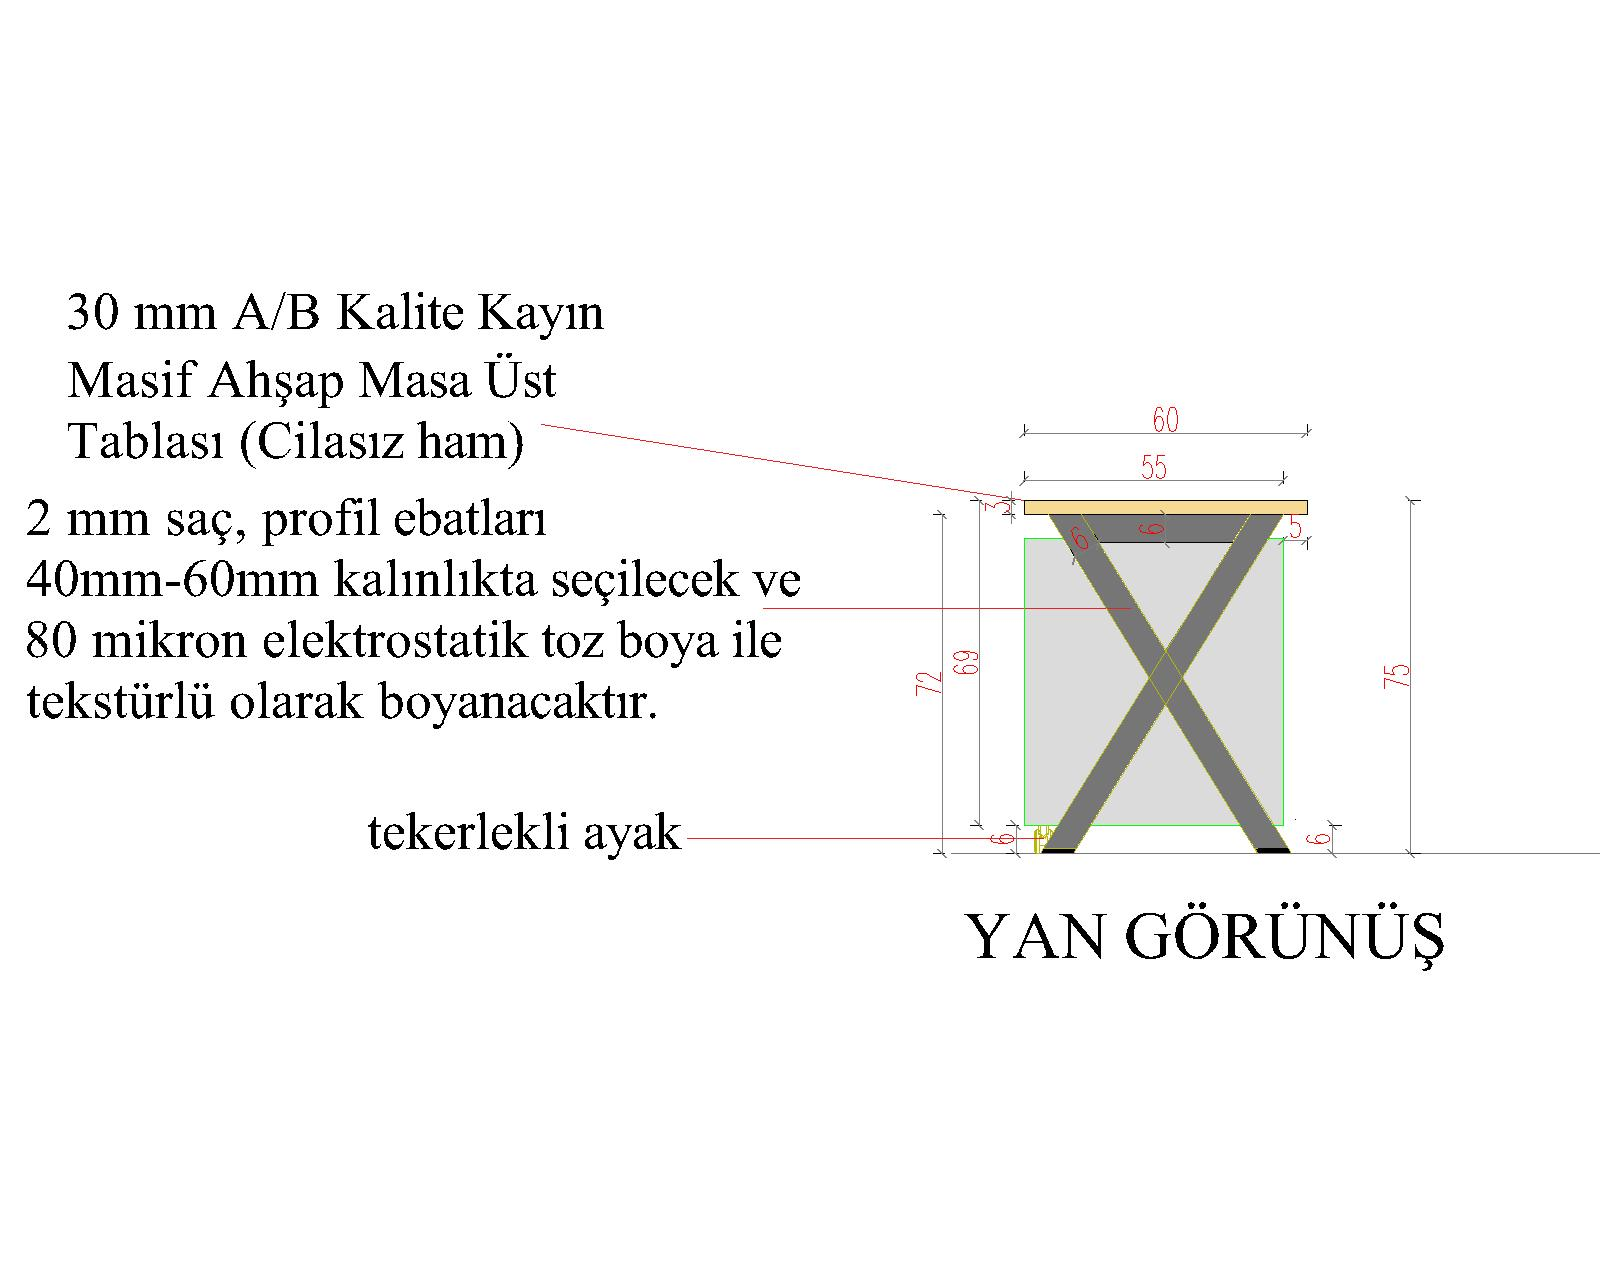 30 mm A/B Kalite Kayın
Masif Ahşap Masa Üst
Tablası (Cilasız ham)
2 mm saç, profil ebatları
40mm-60mm kalınlıkta seçilecek ve
80 mikron elektrostatik toz boya ile
tekstürlü olarak boyanacaktır.
tekerlekli ayak
60
55
3
6
6
5
72
69
75
6
6
YAN GÖRÜNÜŞ